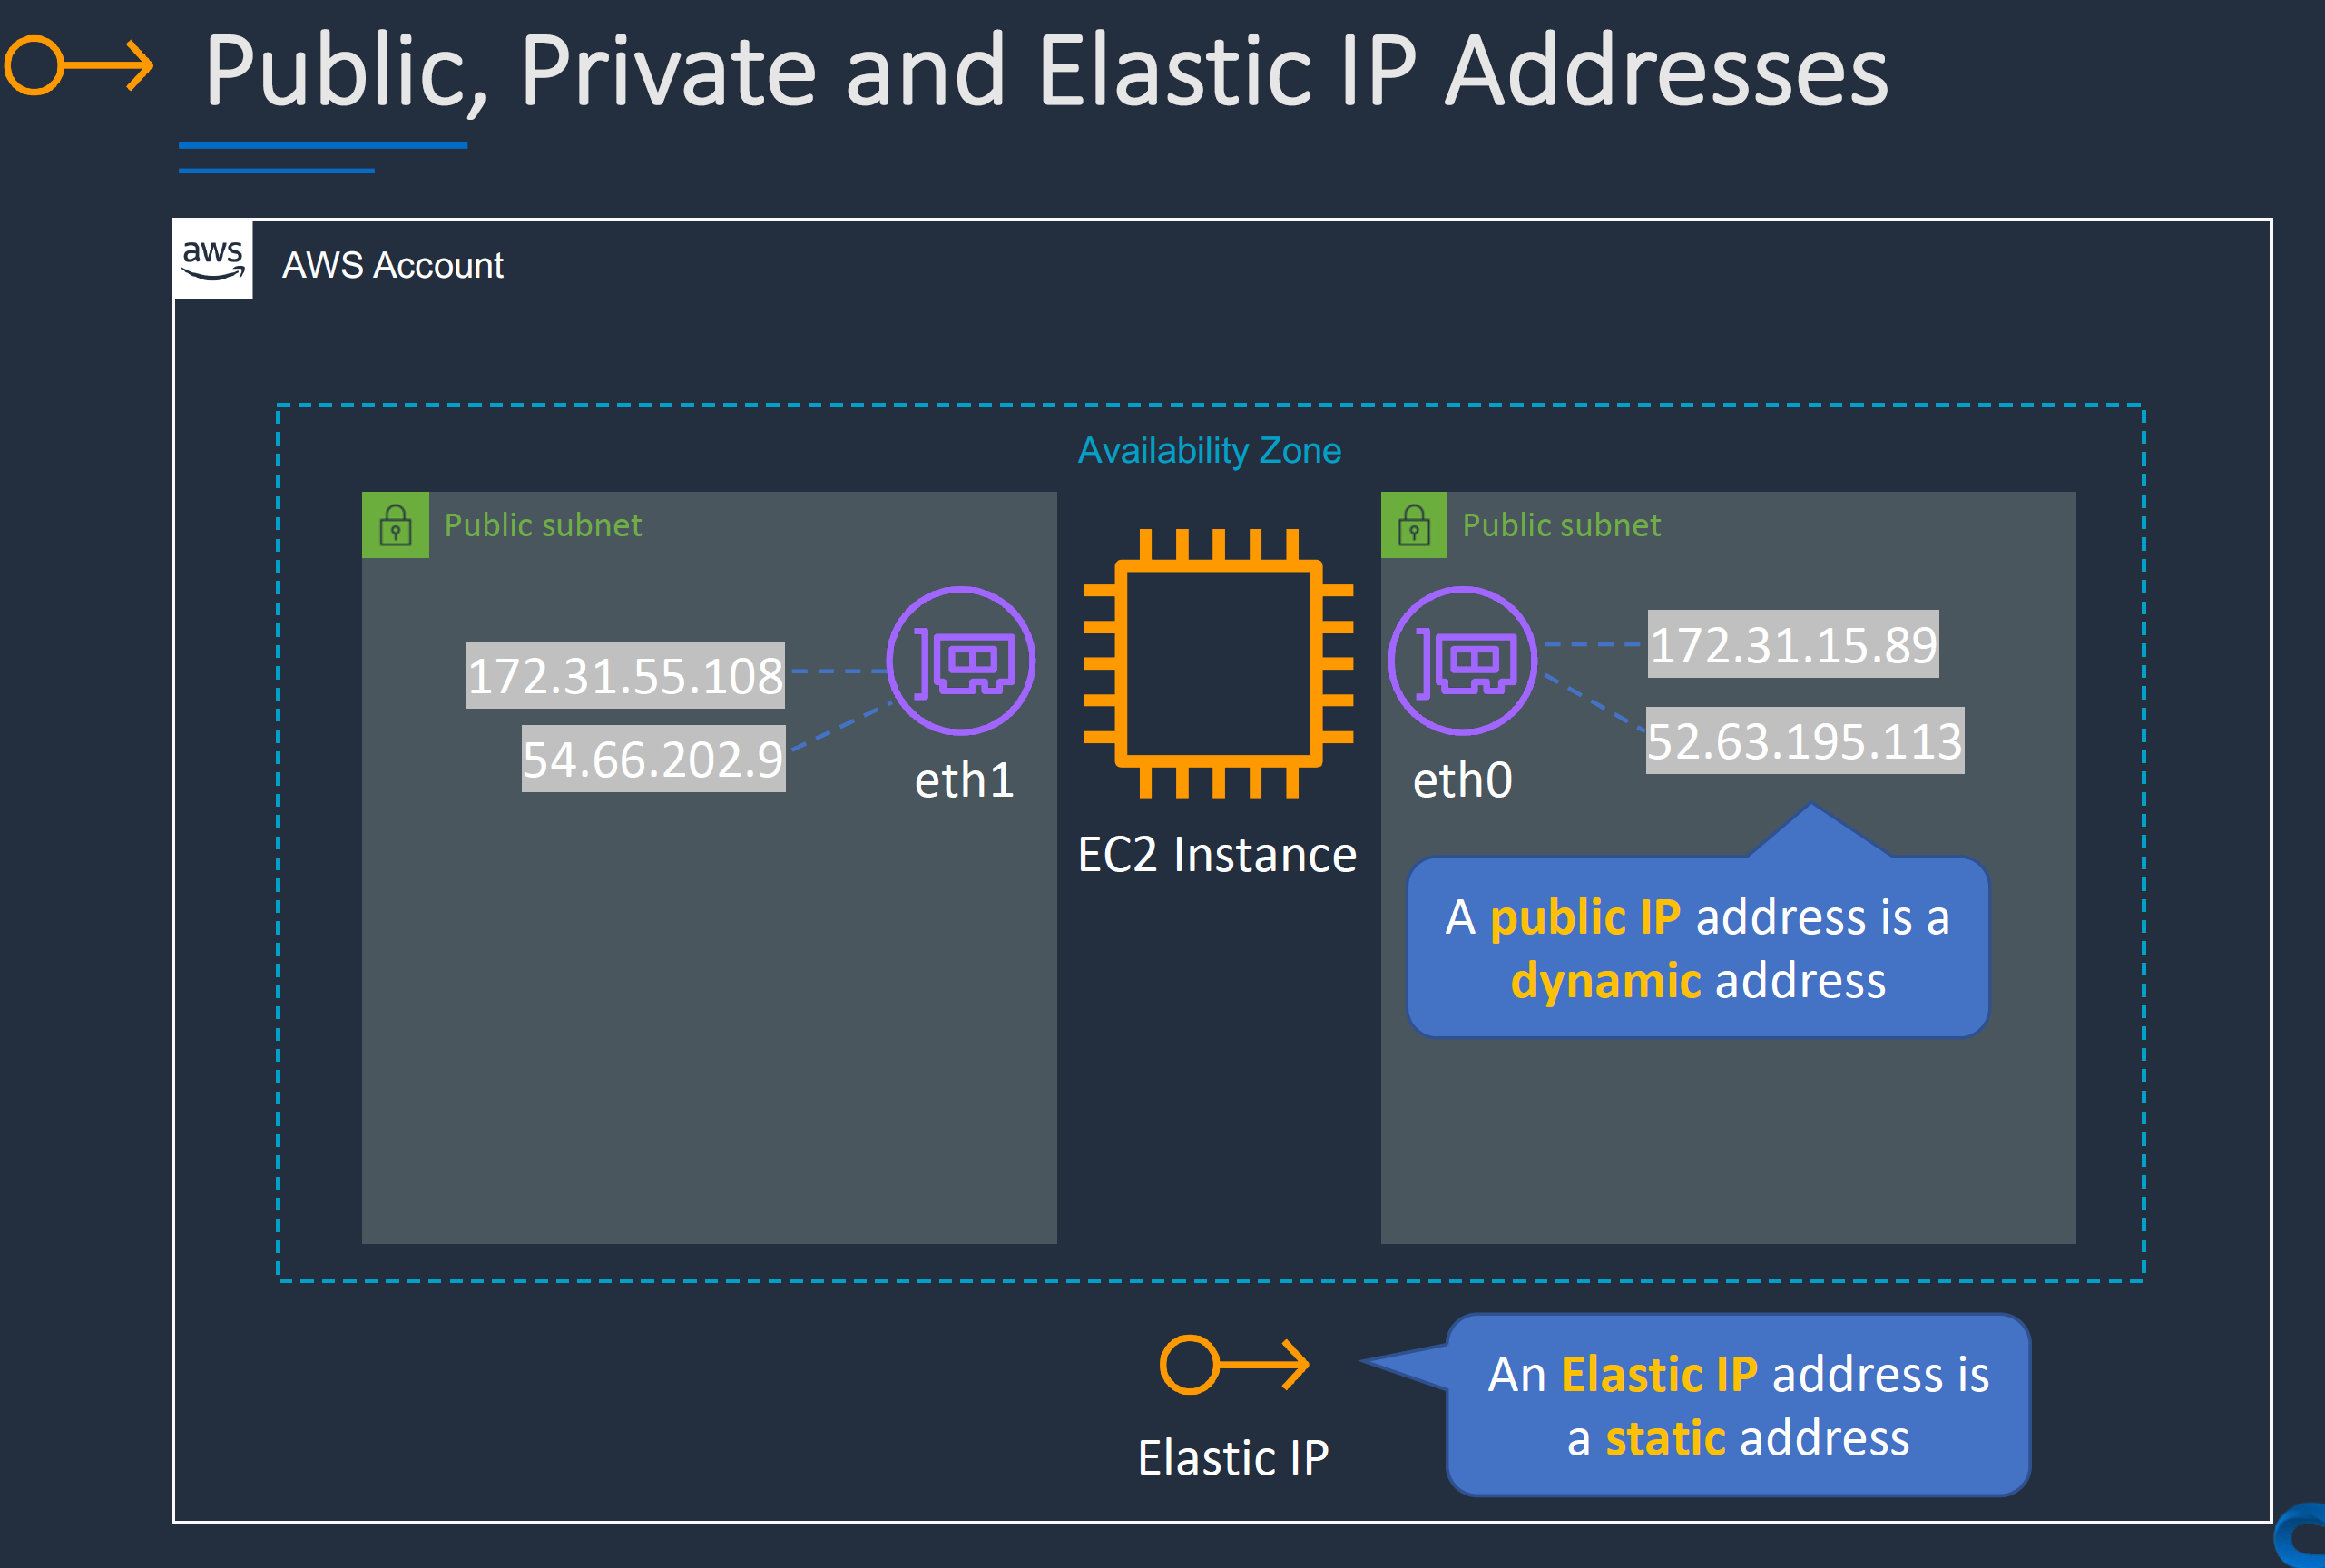 Public, Private and Elastic IP Addresses
aws
AWS Account
Availability Zone
Public subnet
172.31.55.108
54.66.202.9
eth1
EC2 Instance
Public subnet
172.31.15.89
52.63.195.113
eth0
A public IP address is a
dynamic address
Elastic IP
An Elastic IP address is
a static address